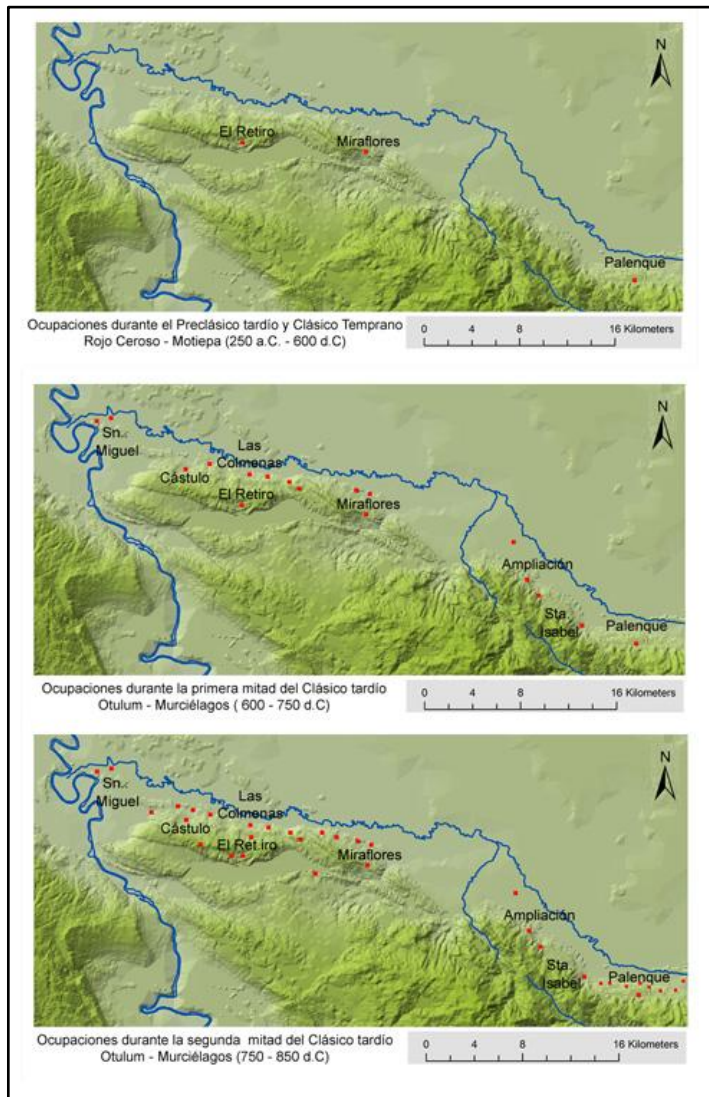 N
El Retiro
Miraflores
Palenque
Ocupaciones durante el Preclásico tardío y Clásico Temprano
Rojo Ceroso - Motiepa (250 a.C. - 600 d.C)
0 4 8 16 Kilometers
N
Sn.
Miguel
Las
Colmenas
Cástulo
El Retiro
Miraflores
Ampliación
Sta.
Isabel
Palenque
Ocupaciones durante la primera mitad del Clásico tardío
Otulum - Murciélagos ( 600 - 750 d.C)
0 4 8 16 Kilometers
N
Sn.
Miguel
Las
Colmenas
Cástulo
El Ret iro
Miraflores
Ampliación
Sta.
Isabel
Palenque
Ocupaciones durante la segunda mitad del Clásico tardío
Otulum - Murciélagos (750 - 850 d.C)
0 4 8 16 Kilometers